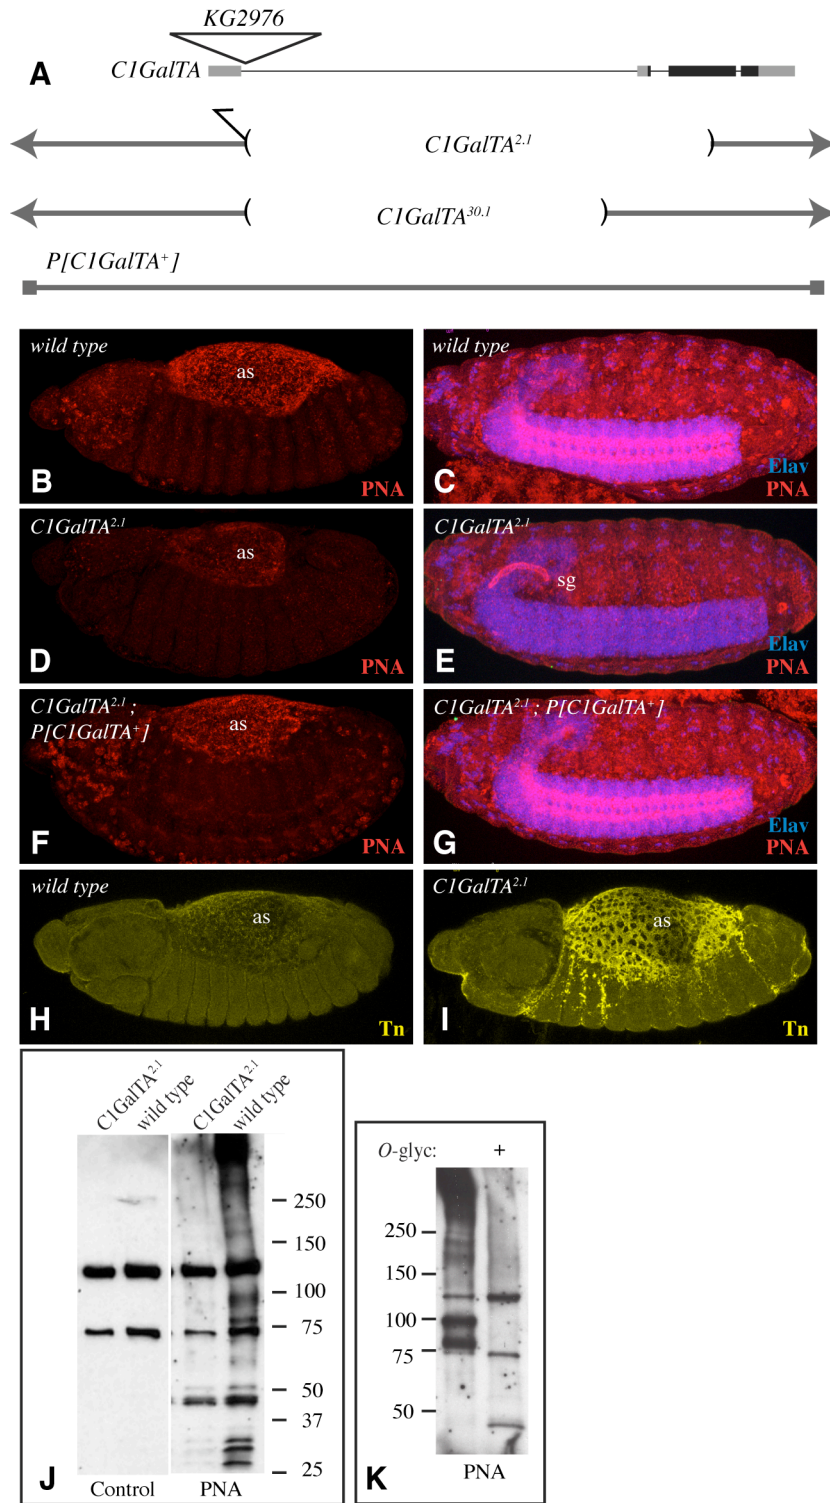 KG2976
A
C1GalTA
C1GalTA2.1
C1GalTA30.1
P[C1GalTA+]
wild type
as
B
PNA
wild type
C
Elav
PNA
C1GalTA2.1
as
D
PNA
C1GalTA2.1
sg
E
Elav
PNA
C1GalTA2.1 ;
P[C1GalTA+]
as
F
PNA
C1GalTA2.1 ; P[C1GalTA+]
G
Elav
PNA
wild type
as
H
Tn
C1GalTA2.1
as
I
Tn
C1GalTA2.1
wild type
C1GalTA2.1
wild type
250
150
100
75
50
37
25
J
Control
PNA
O-glyc: +
250
150
100
75
50
K
PNA